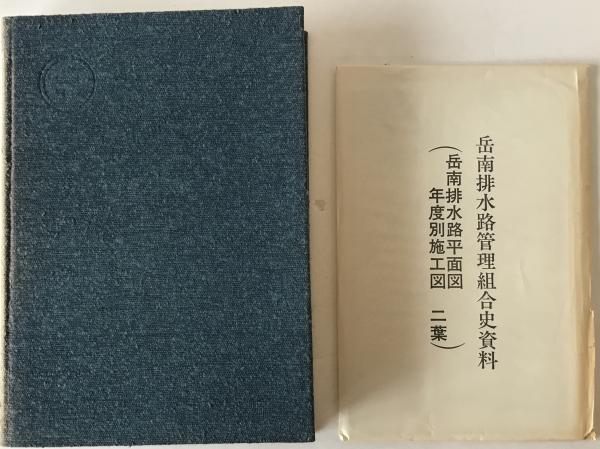 岳南排水路管理組合史資料
(岳南排水路平面図
年度別施工図 二葉)